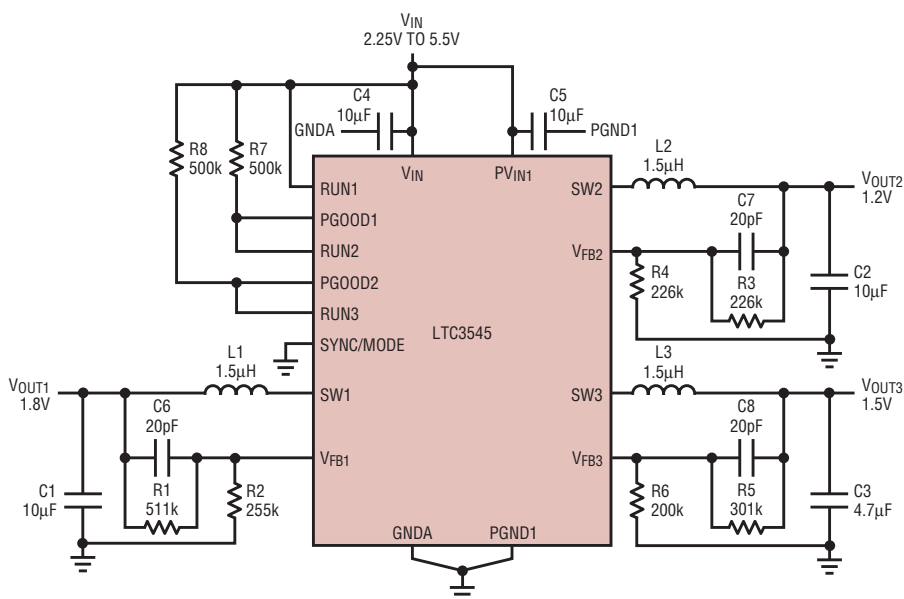 VIN
2.25V TO 5.5V
C4
10µF
GNDA
C5
10µF
PGND1
R8
500k
R7
500k
VIN
PVIN1
RUN1
PGOOD1
RUN2
PGOOD2
RUN3
SYNC/MODE
LTC3545
SW2
VFB2
L2
1.5µH
VOUT2
1.2V
C7
20pF
R4
226k
R3
226k
C2
10µF
L1
1.5µH
VOUT1
1.8V
SW1
C6
20pF
VFB1
C1
10µF
R1
511k
R2
255k
L3
1.5µH
SW3
VOUT3
1.5V
C8
20pF
VFB3
R6
200k
R5
301k
C3
4.7µF
GNDA
PGND1